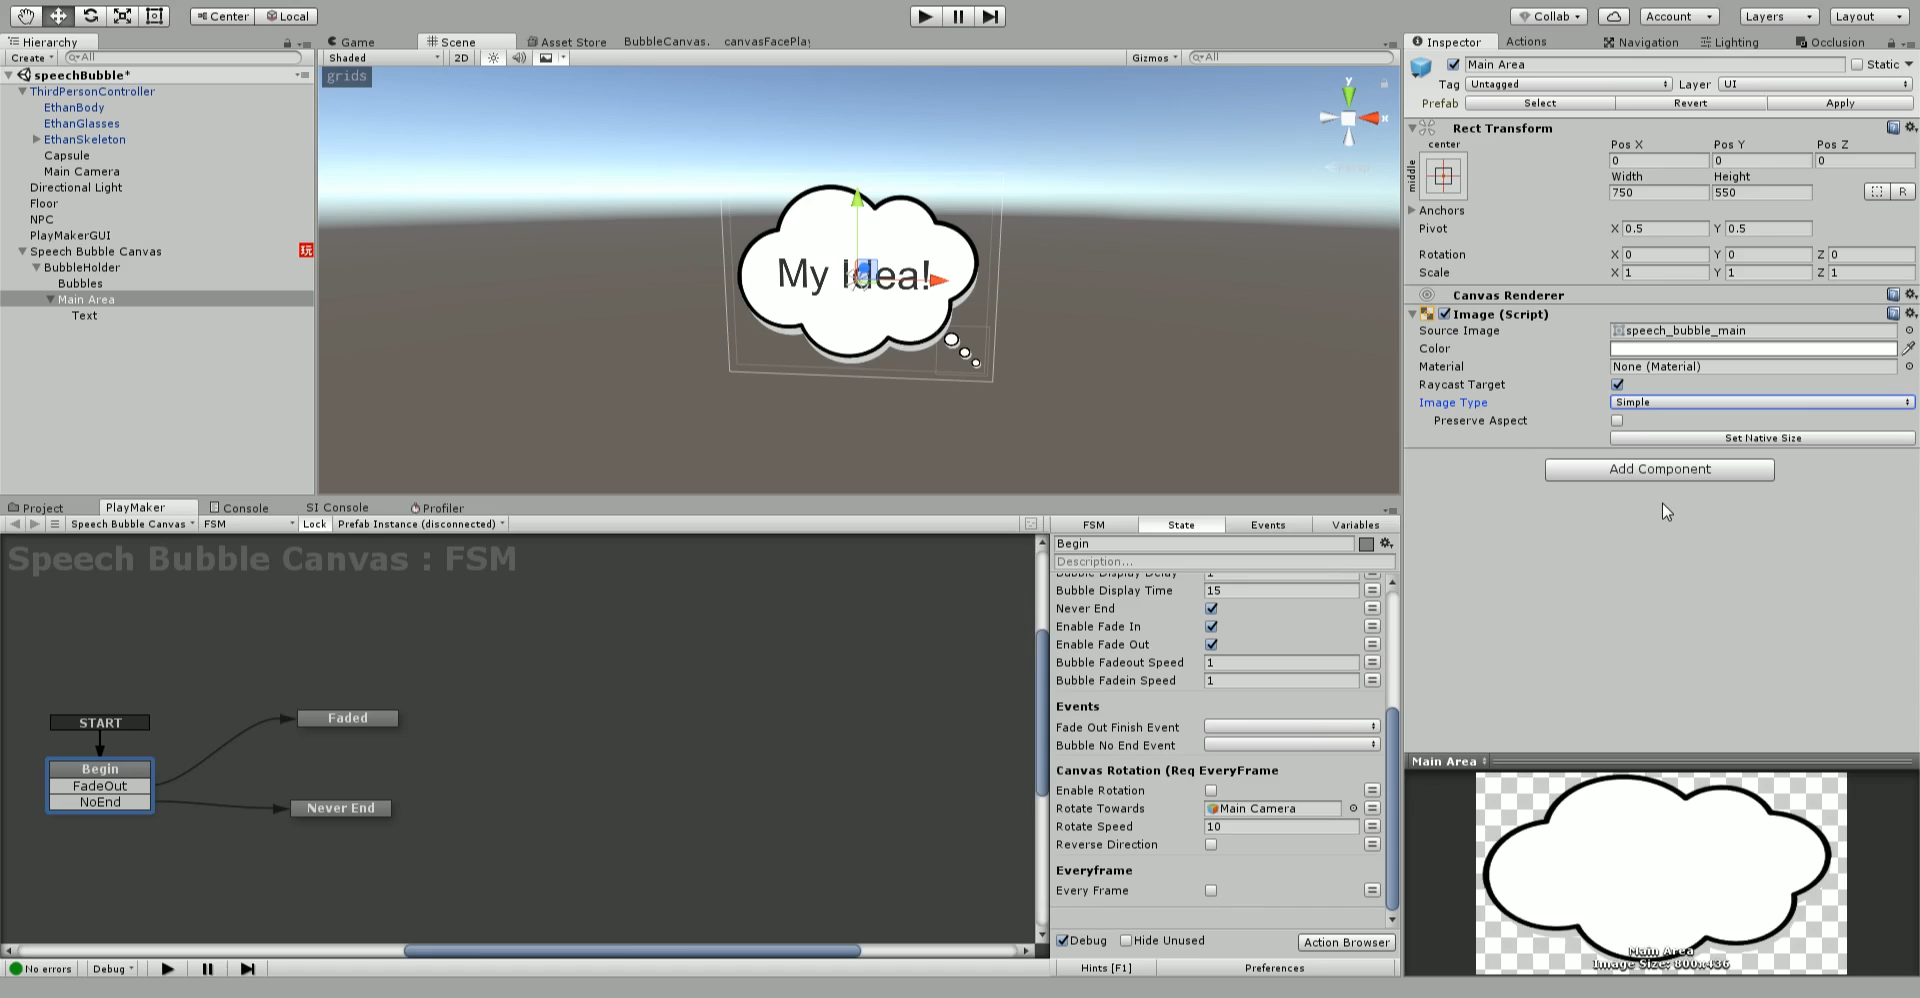 Center
Local
Collab
Account
Layers
Layout
Hierarchy
Game
Scene
Asset Store
BubbleCanvas.
canvasFacePla
Inspector
Actions
Navigation
Lighting
Occlusion
Create
All
Shaded
2D
Gizmos
All
Main Area
Static
speechBubble*
grids
y
x
Tag
Untagged
Layer
UI
ThirdPersonController
Prefab
Select
Revert
Apply
EthanBody
EthanGlasses
EthanSkeleton
Capsule
Main Camera
Directional Light
Floor
NPC
PlayMakerGUI
Speech Bubble Canvas
玩
BubbleHolder
Bubbles
Main Area
Text
My Idea!
Rect Transform
center
middle
Pos X
Pos Y
Pos Z
0
0
0
Width
Height
750
550
R
Anchors
Pivot
X 0.5
Y 0.5
Rotation
X 0
Y 0
Z 0
Scale
X 1
Y 1
Z 1
Canvas Renderer
Image (Script)
Source Image
speech_bubble_main
Color
Material
None (Material)
Raycast Target
Image Type
Simple
Preserve Aspect
Set Native Size
Add Component
Project
PlayMaker
Console
SI Console
Profiler
Speech Bubble Canvas
FSM
Lock
Prefab Instance (disconnected)
FSM
State
Events
Variables
Speech Bubble Canvas : FSM
START
Begin
FadeOut
NoEnd
Faded
Never End
Begin
Description...
Bubble Display Delay
1
Bubble Display Time
15
Never End
Enable Fade In
Enable Fade Out
Bubble Fadeout Speed
1
Bubble Fadein Speed
1
Events
Fade Out Finish Event
Bubble No End Event
Canvas Rotation (Req EveryFrame
Enable Rotation
Rotate Towards
Main Camera
Rotate Speed
10
Reverse Direction
Everyframe
Every Frame
Debug
Hide Unused
Action Browser
No errors
Debug
Hints [F1]
Preferences
Main Area
Main Area
Image Size: 800x436